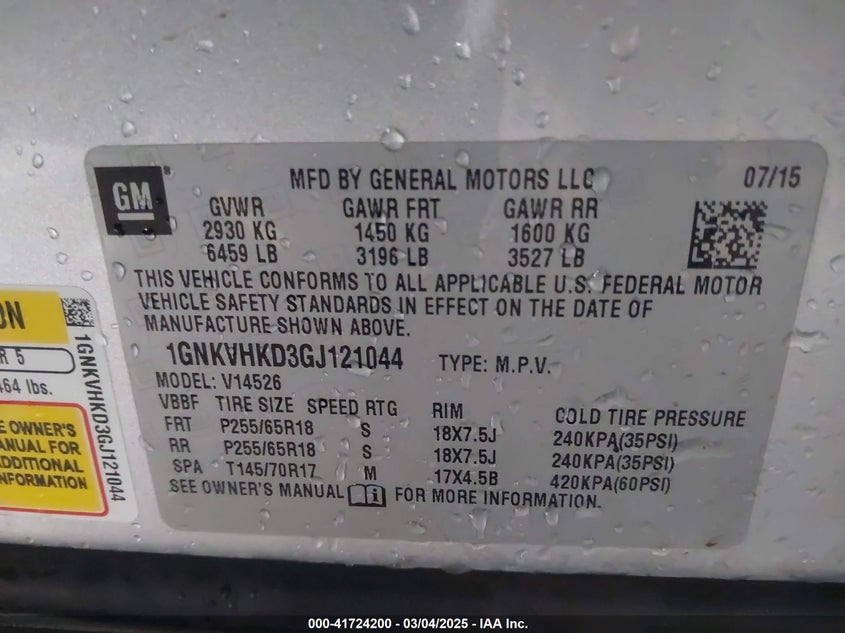 GM
MFD BY GENERAL MOTORS LLC 07/15
GVWR GAWR FRT GAWR RR
2930 KG 1450 KG 1600 KG
6459 LB 3196 LB 3527 LB
THIS VEHICLE CONFORMS TO ALL APPLICABLE U.S. FEDERAL MOTOR
VEHICLE SAFETY STANDARDS IN EFFECT ON THE DATE OF
MANUFACTURE SHOWN ABOVE.
1GNKVHKD3GJ121044 TYPE: M.P.V.
MODEL: V14526
VBBF TIRE SIZE SPEED RTG RIM COLD TIRE PRESSURE
FRT P255/65R18 S 18X7.5J 240KPA(35PSI)
RR P255/65R18 S 18X7.5J 240KPA(35PSI)
SPA T145/70R17 M 17X4.5B 420KPA(60PSI)
SEE OWNER'S MANUAL FOR MORE INFORMATION.
ON
R 5
464 lbs.
E OWNER'S
ANUAL FOR
ADDITIONAL
INFORMATION
1GNKVHKD3GJ121044
000-41724200 - 03/04/2025 - IAA Inc.